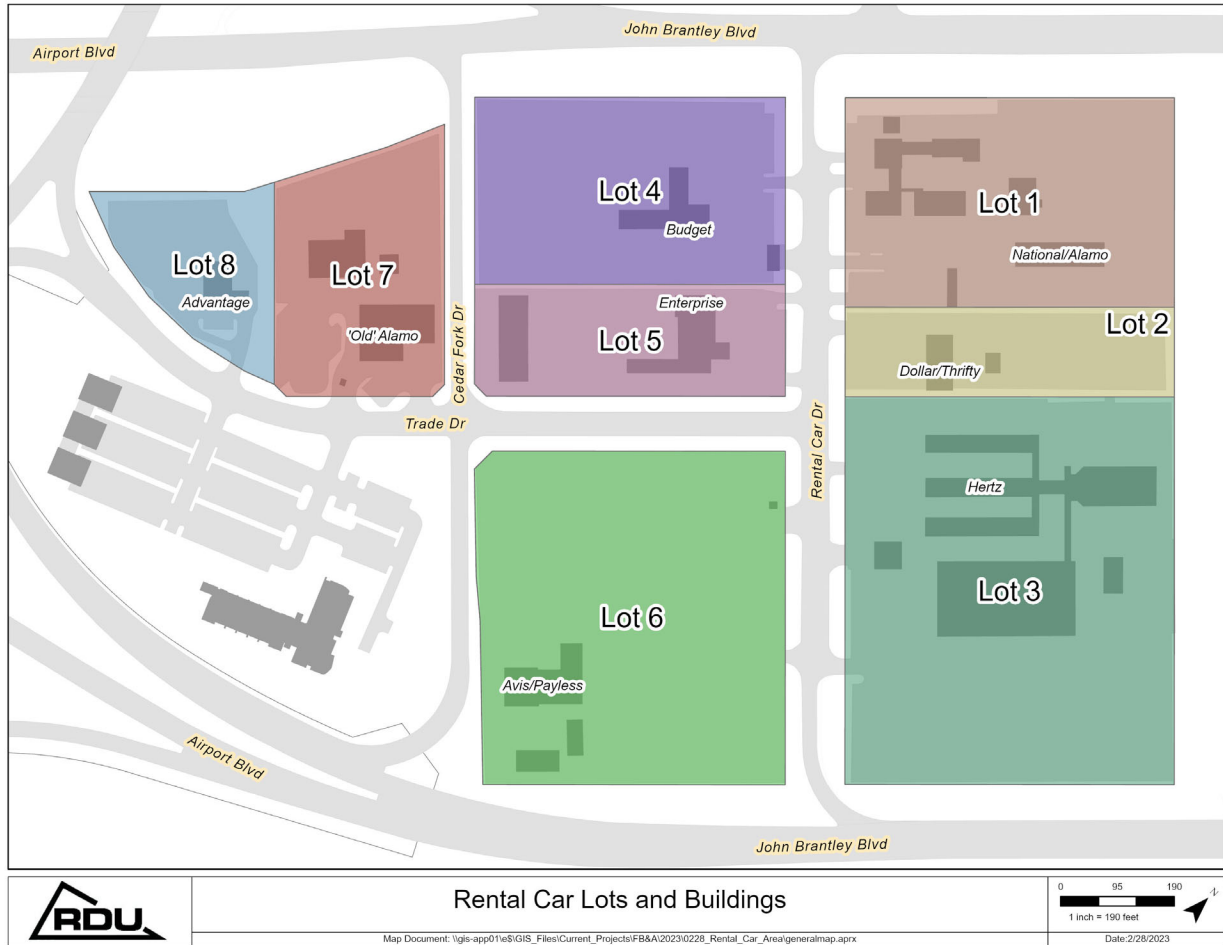 John Brantley Blvd
Airport Blvd
Lot 4
Budget
Lot 1
National/Alamo
Lot 8
Advantage
Lot 7
'Old' Alamo
Cedar Fork Dr
Enterprise
Lot 5
Lot 2
Dollar/Thrifty
Trade Dr
Rental Car Dr
Hertz
Lot 3
Lot 6
Avis/Payless
Airport Blvd
John Brantley Blvd
RDU
Rental Car Lots and Buildings
Map Document: \\gis-app01\e$\GIS_Files\Current_Projects\FB&A\2023\0228_Rental_Car_Area\generalmap.aprx
0 95 190
1 inch = 190 feet
N
Date:2/28/2023